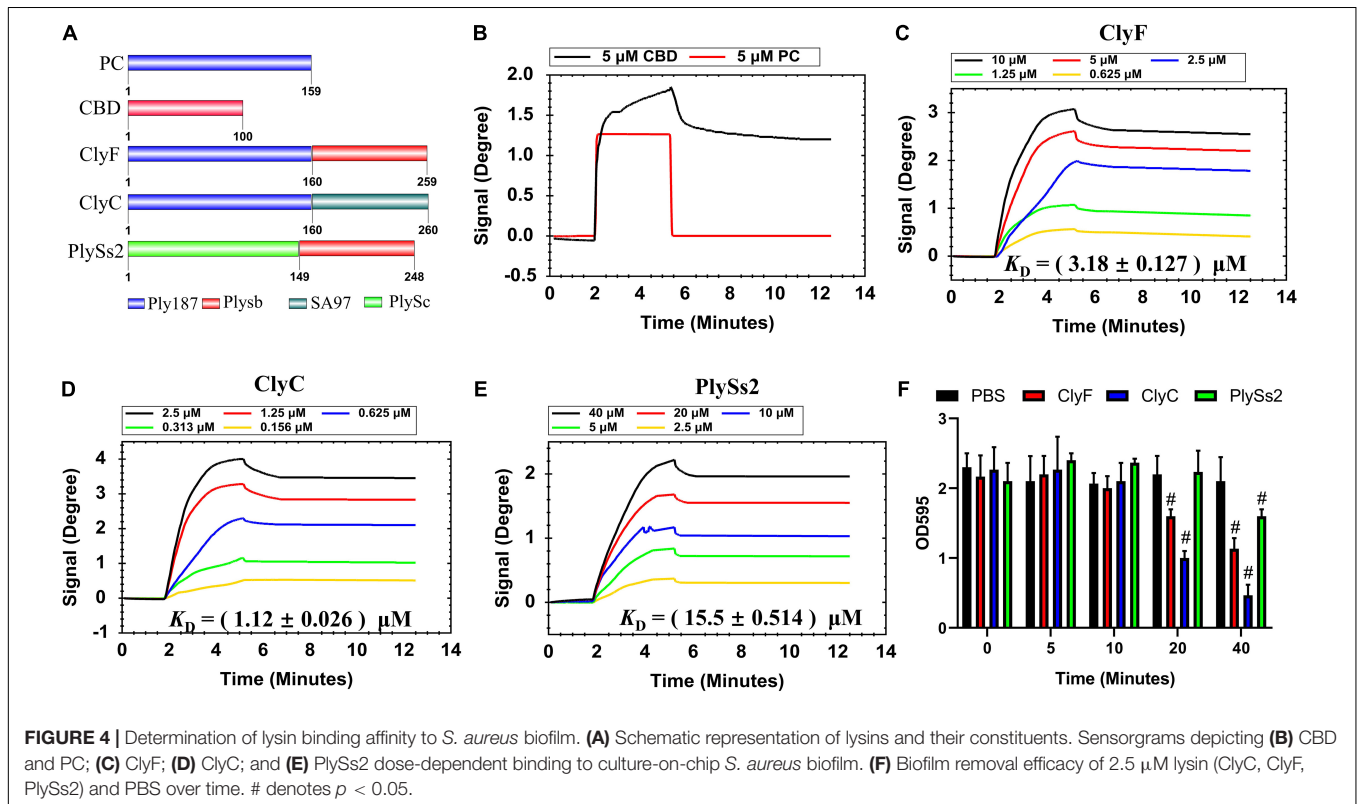 A
PC
1
159
CBD
1
100
ClyF
1
160
259
ClyC
1
160
260
PlySs2
1
149
248
Ply187 Plysb SA97 PlySc
B
5 μM CBD 5 μM PC
2.0
1.5
1.0
0.5
0.0
-0.5
Signal (Degree)
0 2 4 6 8 10 12 14
Time (Minutes)
C
ClyF
10 μM 5 μM 2.5 μM
1.25 μM 0.625 μM
3
2
1
0
Signal (Degree)
KD = ( 3.18 ± 0.127 ) μM
0 2 4 6 8 10 12 14
Time (Minutes)
D
ClyC
2.5 μM 1.25 μM 0.625 μM
0.313 μM 0.156 μM
4
3
2
1
0
-1
Signal (Degree)
KD = ( 1.12 ± 0.026 ) μM
0 2 4 6 8 10 12 14
Time (Minutes)
E
PlySs2
40 μM 20 μM 10 μM
5 μM 2.5 μM
2
1
0
Signal (Degree)
KD = ( 15.5 ± 0.514 ) μM
0 2 4 6 8 10 12 14
Time (Minutes)
F
PBS ClyF ClyC PlySs2
3
2
1
0
OD595
# # # # #
0 5 10 20 40
Time (Minutes)
FIGURE 4 | Determination of lysin binding affinity to S. aureus biofilm. (A) Schematic representation of lysins and their constituents. Sensorgrams depicting (B) CBD
and PC; (C) ClyF; (D) ClyC; and (E) PlySs2 dose-dependent binding to culture-on-chip S. aureus biofilm. (F) Biofilm removal efficacy of 2.5 μM lysin (ClyC, ClyF,
PlySs2) and PBS over time. # denotes p < 0.05.